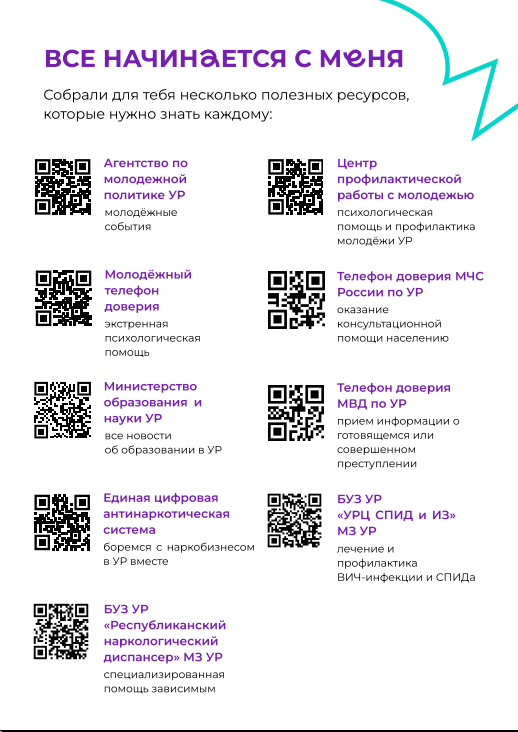 ВСЕ НАЧИНАЕТСЯ С МЕНЯ
Собрали для тебя несколько полезных ресурсов,
которые нужно знать каждому:
Агентство по
молодежной
политике УР
молодёжные
события
Центр
профилактической
работы с молодежью
психологическая
помощь и профилактика
молодёжи УР
Молодёжный
телефон
доверия
экстренная
психологическая
помощь
Телефон доверия МЧС
России по УР
оказание
консультационной
помощи населению
Министерство
образования и
науки УР
все новости
об образовании в УР
Телефон доверия
МВД по УР
прием информации о
готовящемся или
совершенном
преступлении
Единая цифровая
антинаркотическая
система
боремся с наркобизнесом
в УР вместе
БУЗ УР
«УРЦ СПИД и ИЗ»
МЗ УР
лечение и
профилактика
ВИЧ-инфекции и СПИДа
БУЗ УР
«Республиканский
наркологический
диспансер» МЗ УР
специализированная
помощь зависимым